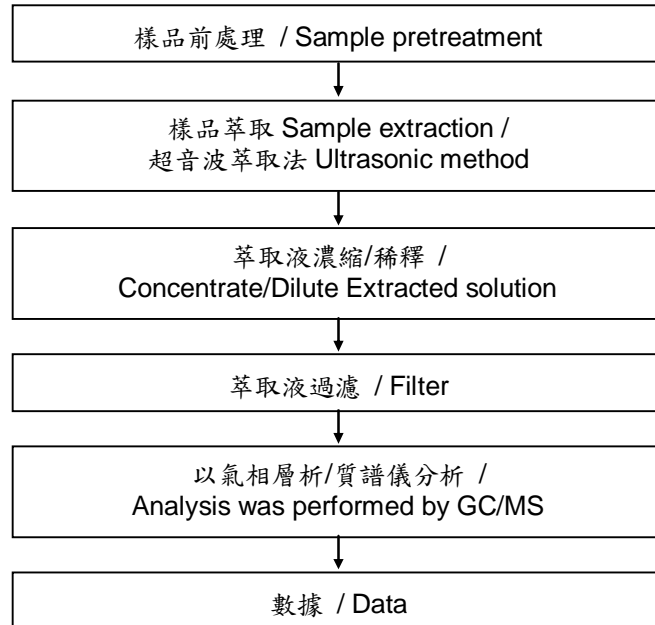 樣品前處理 / Sample pretreatment
樣品萃取 Sample extraction /
超音波萃取法 Ultrasonic method
萃取液濃縮/稀釋 /
Concentrate/Dilute Extracted solution
萃取液過濾 / Filter
以氣相層析/質譜儀分析 /
Analysis was performed by GC/MS
數據 / Data